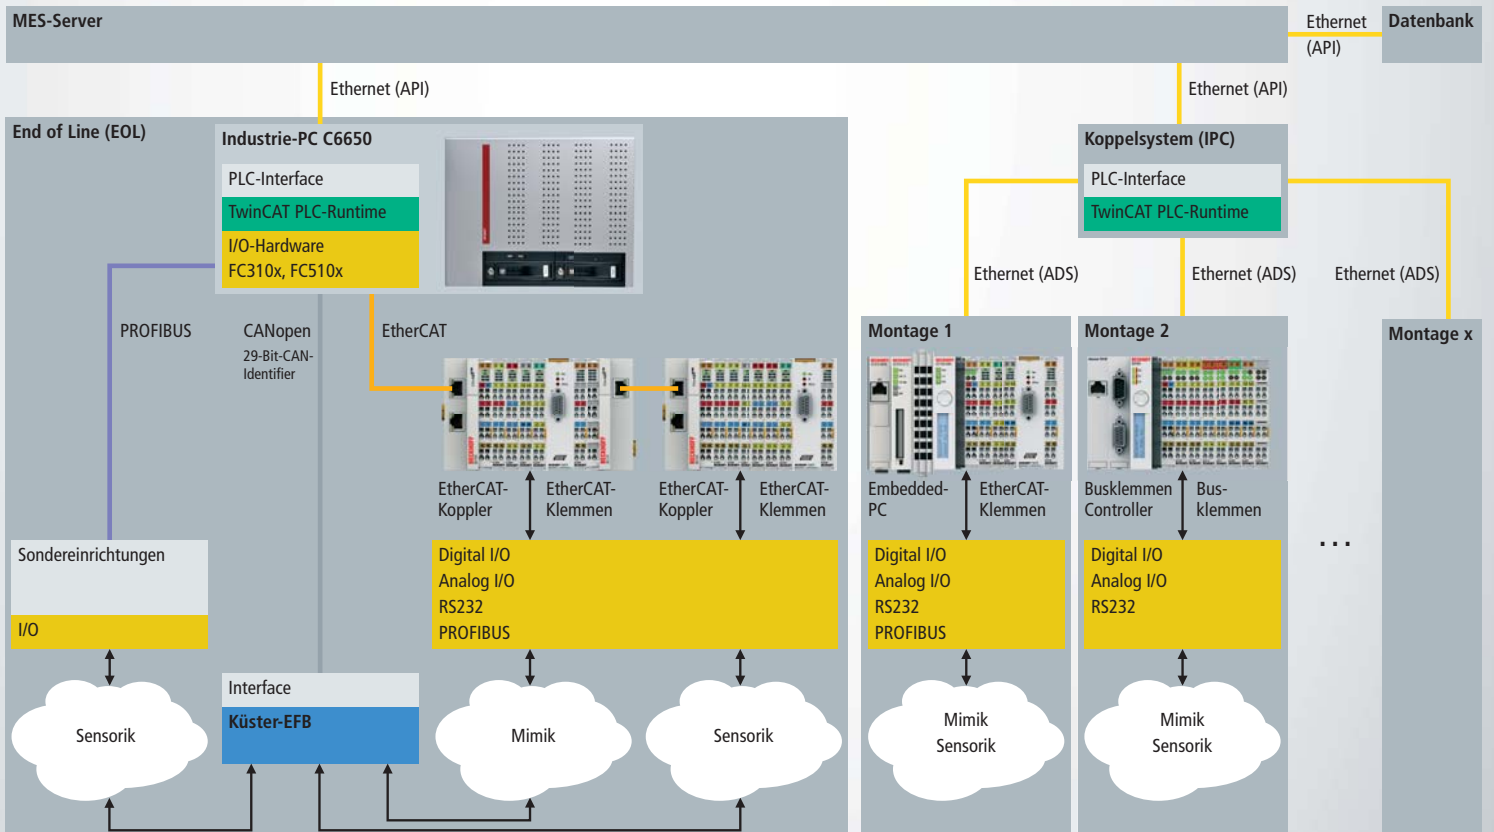 MES-Server
Ethernet
(API)
Datenbank
Ethernet (API)
Ethernet (API)
End of Line (EOL)
Industrie-PC C6650
PLC-Interface
TwinCAT PLC-Runtime
I/O-Hardware
FC310x, FC510x
Koppelsystem (IPC)
PLC-Interface
TwinCAT PLC-Runtime
Ethernet (ADS)
Ethernet (ADS)
Ethernet (ADS)
PROFIBUS
CANopen
29-Bit-CAN-
Identifier
EtherCAT
Montage 1
Montage 2
Montage x
BECKHOFF
BECKHOFF
BECKHOFF
EtherCAT-
Koppler
EtherCAT-
Klemmen
EtherCAT-
Koppler
EtherCAT-
Klemmen
Embedded-
PC
EtherCAT-
Klemmen
Busklemmen
Controller
Bus-
klemmen
Sondereinrichtungen
I/O
Digital I/O
Analog I/O
RS232
PROFIBUS
Digital I/O
Analog I/O
RS232
PROFIBUS
Digital I/O
Analog I/O
RS232
...
Interface
Küster-EFB
Sensorik
Mimik
Sensorik
Mimik
Sensorik
Mimik
Sensorik